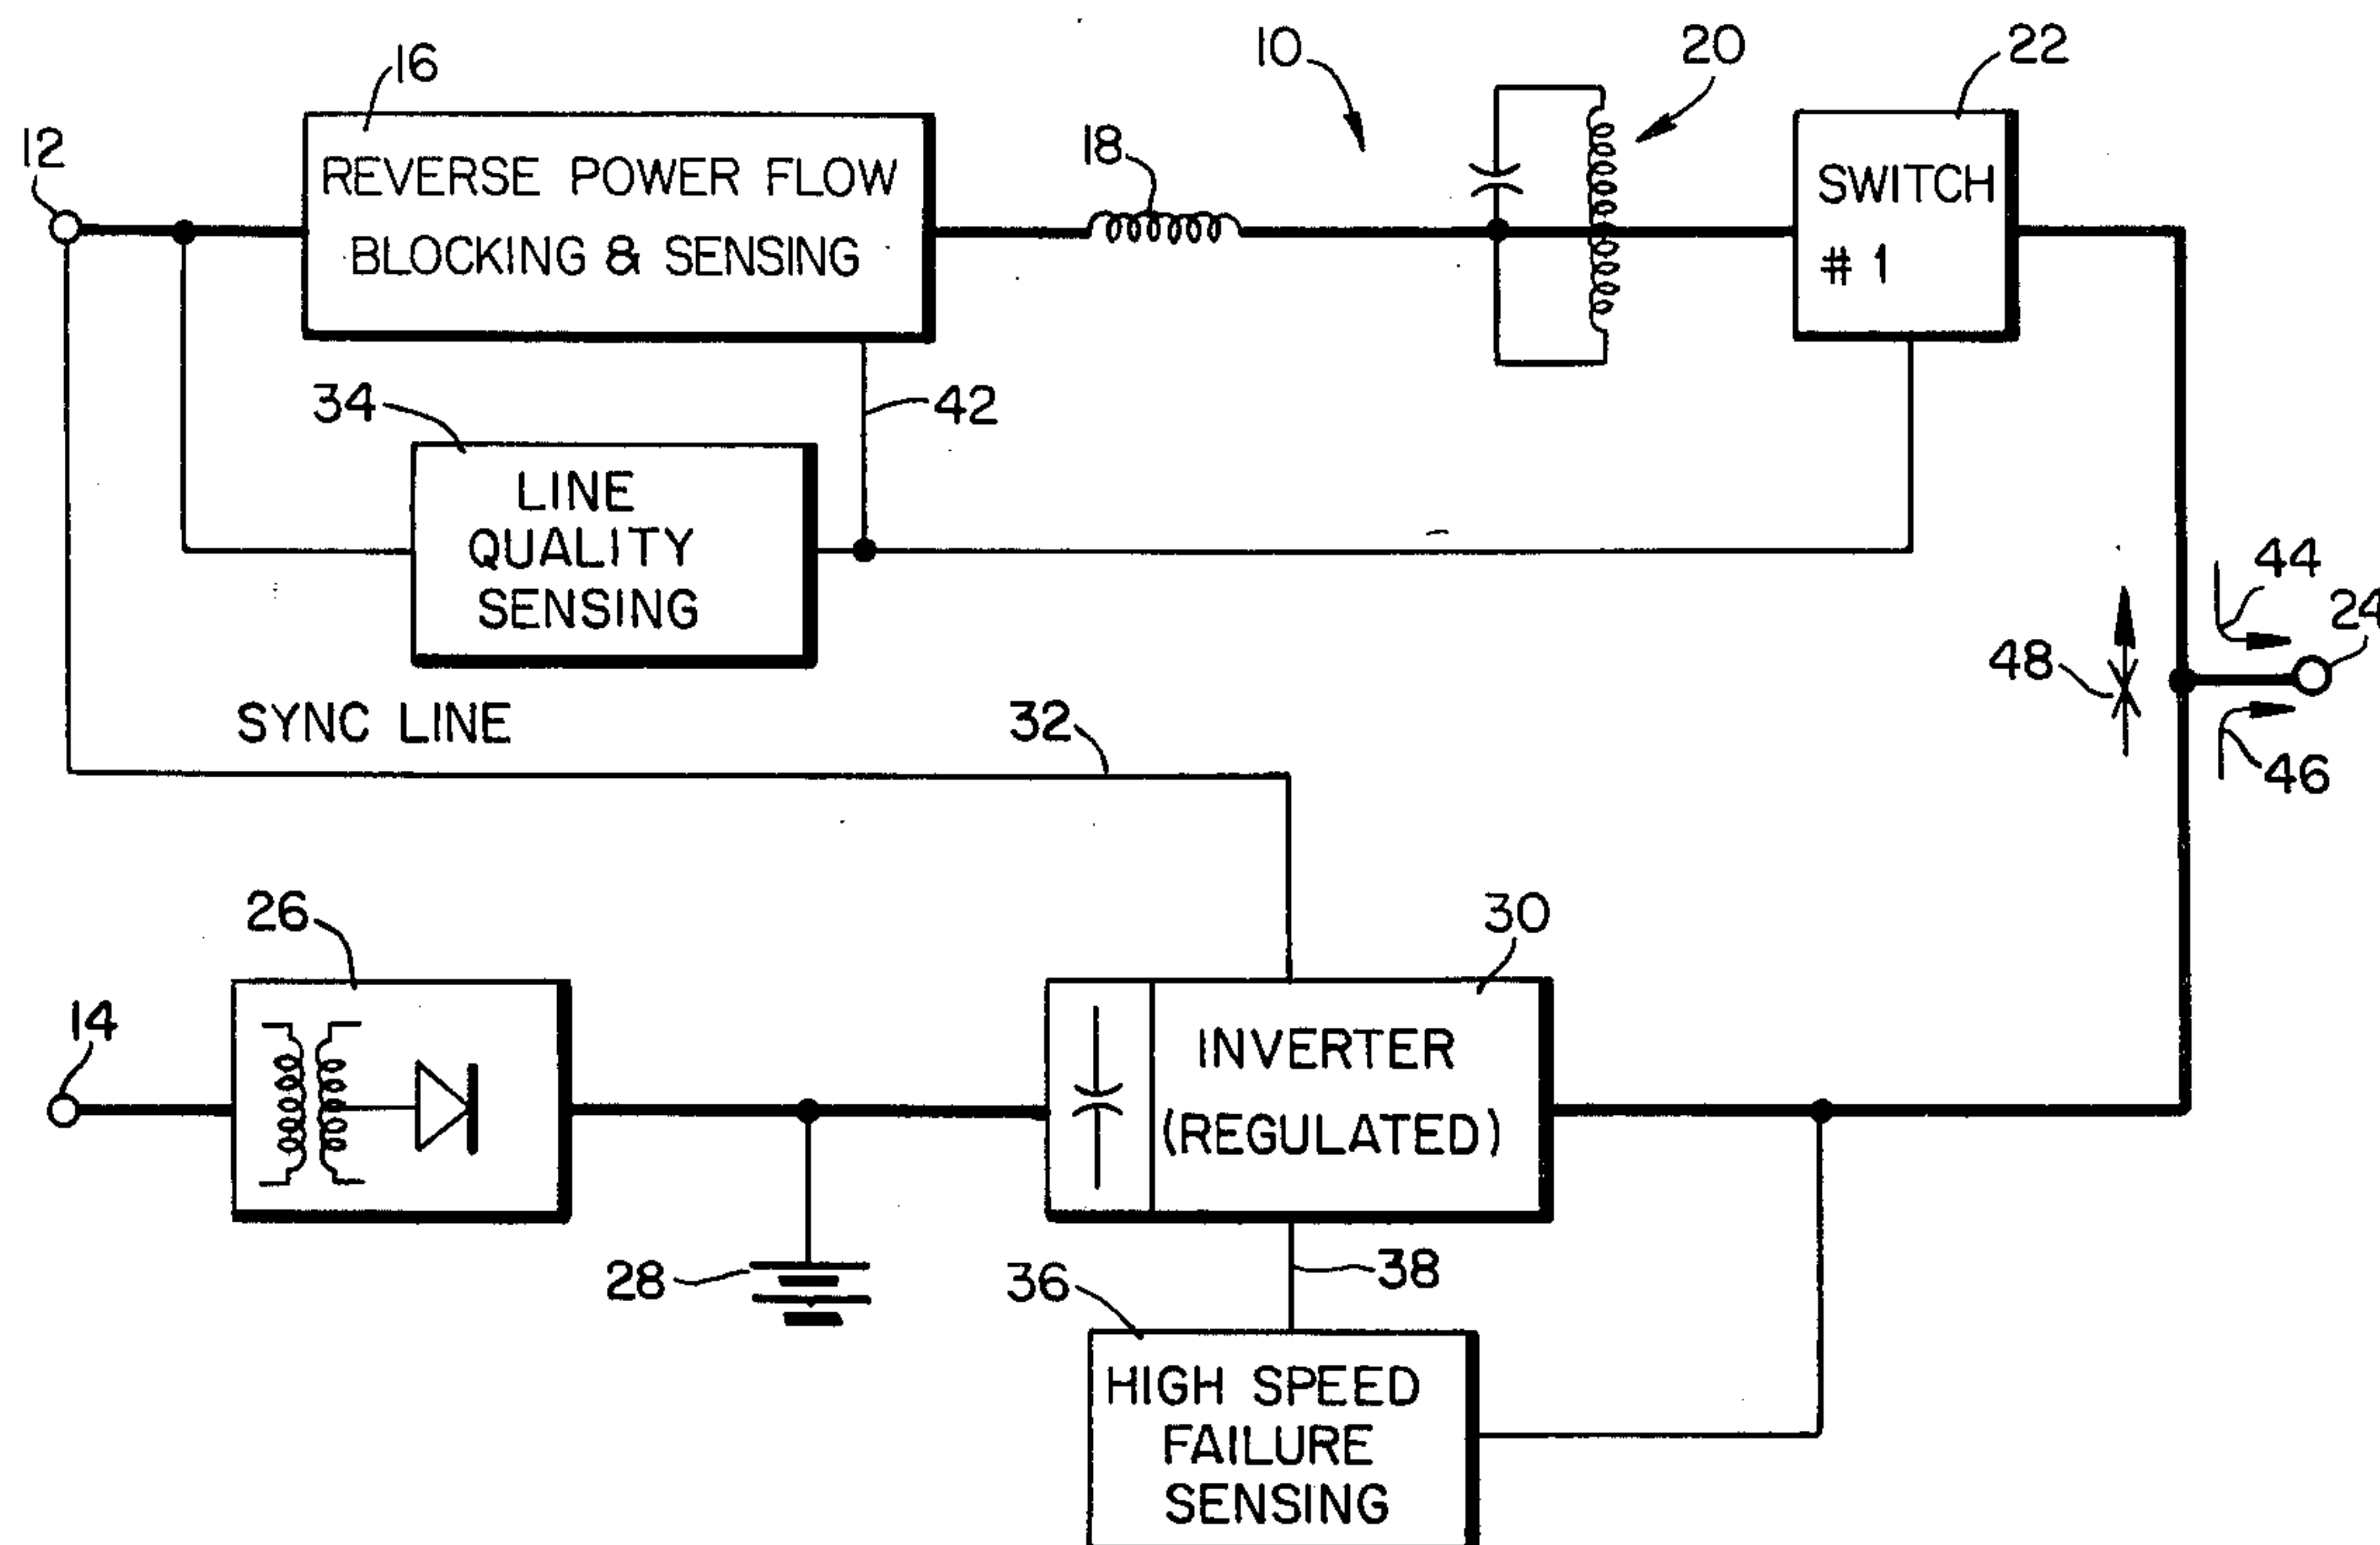 10
20
22
16
12
18
REVERSE POWER FLOW
BLOCKING & SENSING
SWITCH
# 1
34
42
LINE
QUALITY
SENSING
44
24
48
46
SYNC LINE
32
26
30
14
INVERTER
(REGULATED)
28
36
38
HIGH SPEED
FAILURE
SENSING